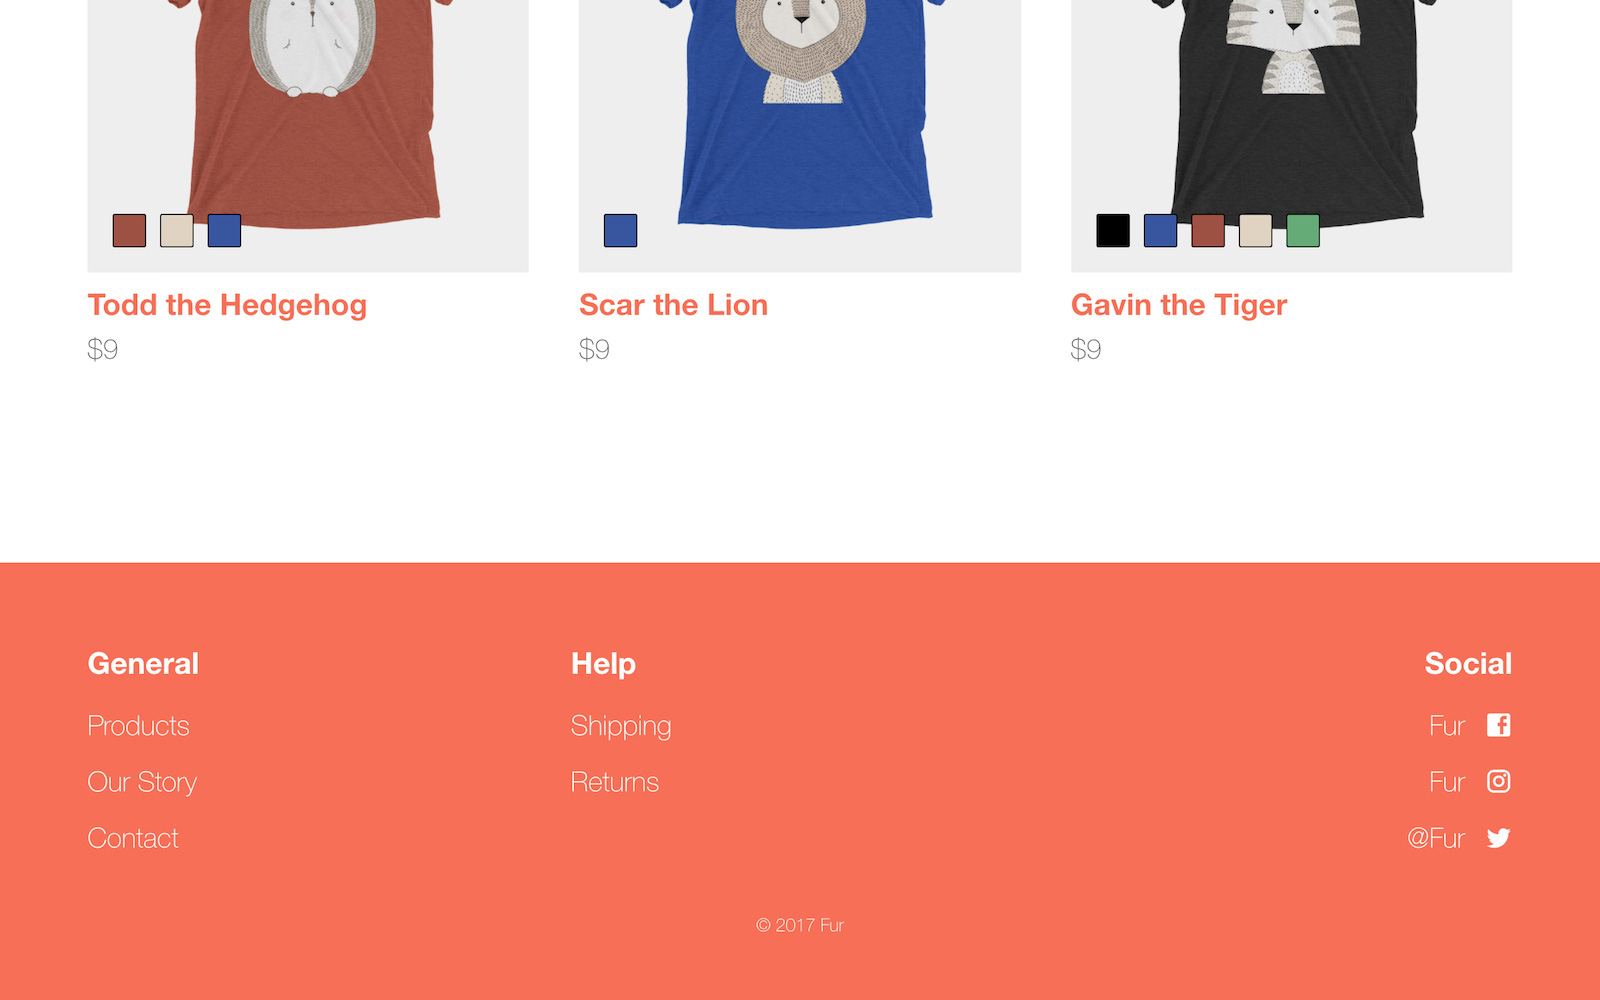 Todd the Hedgehog
$9
Scar the Lion
$9
Gavin the Tiger
$9
General
Products
Our Story
Contact
Help
Shipping
Returns
Social
Fur
Fur
@Fur
© 2017 Fur